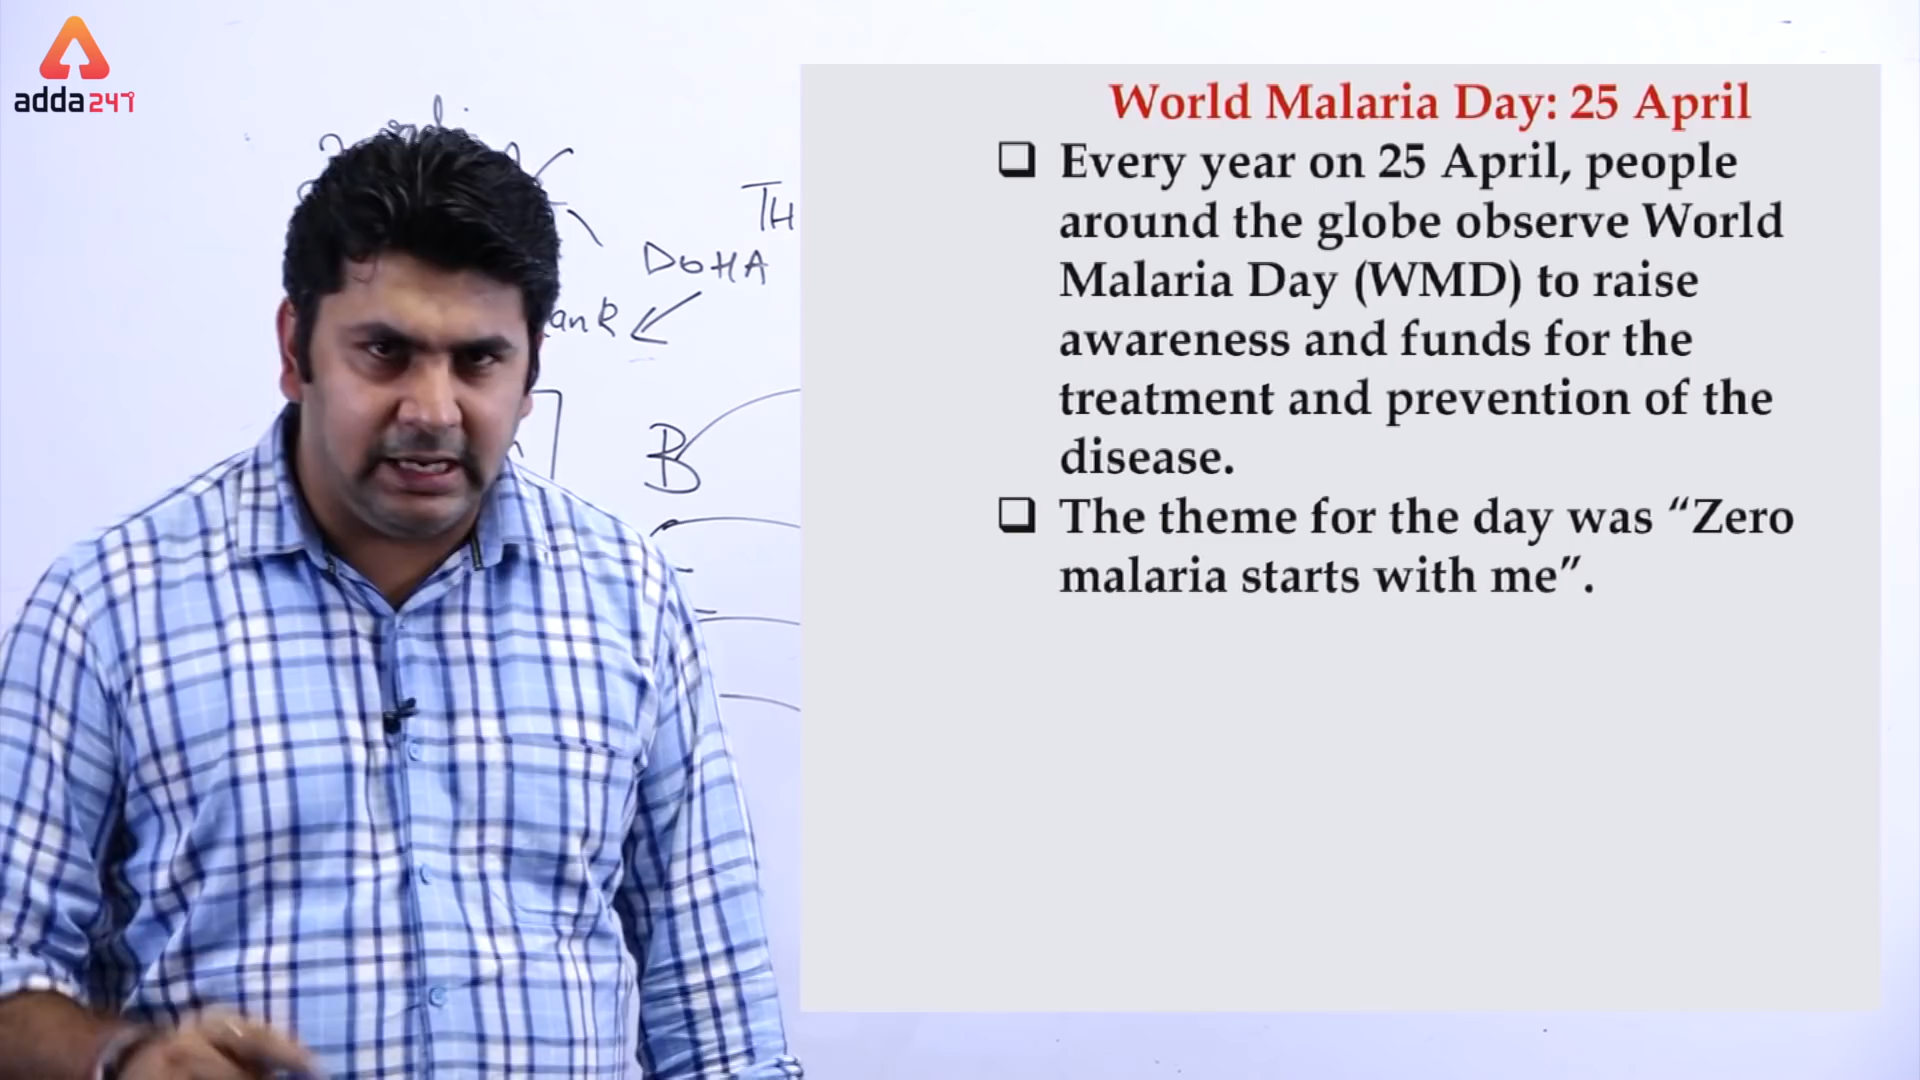 adda247
TH
DOHA
World Malaria Day: 25 April
❑ Every year on 25 April, people
around the globe observe World
Malaria Day (WMD) to raise
awareness and funds for the
treatment and prevention of the
disease.
❑ The theme for the day was “Zero
malaria starts with me”.
B